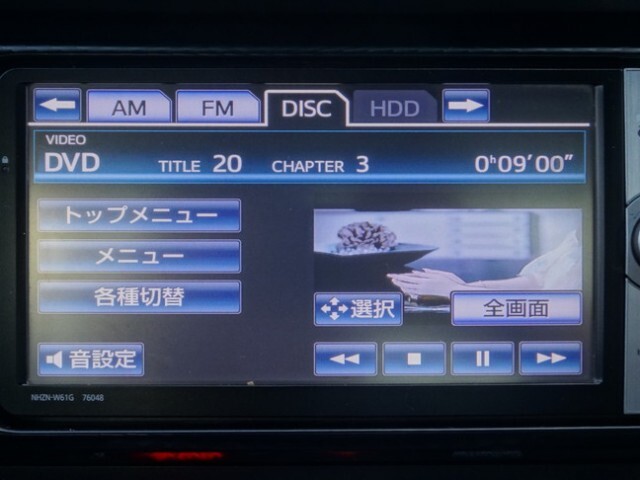 AM FM DISC HDD
VIDEO
DVD TITLE 20 CHAPTER 3 0h09'00"
トップメニュー
メニュー
各種切替
選択 全画面
音設定
NHZN-W61G 76048